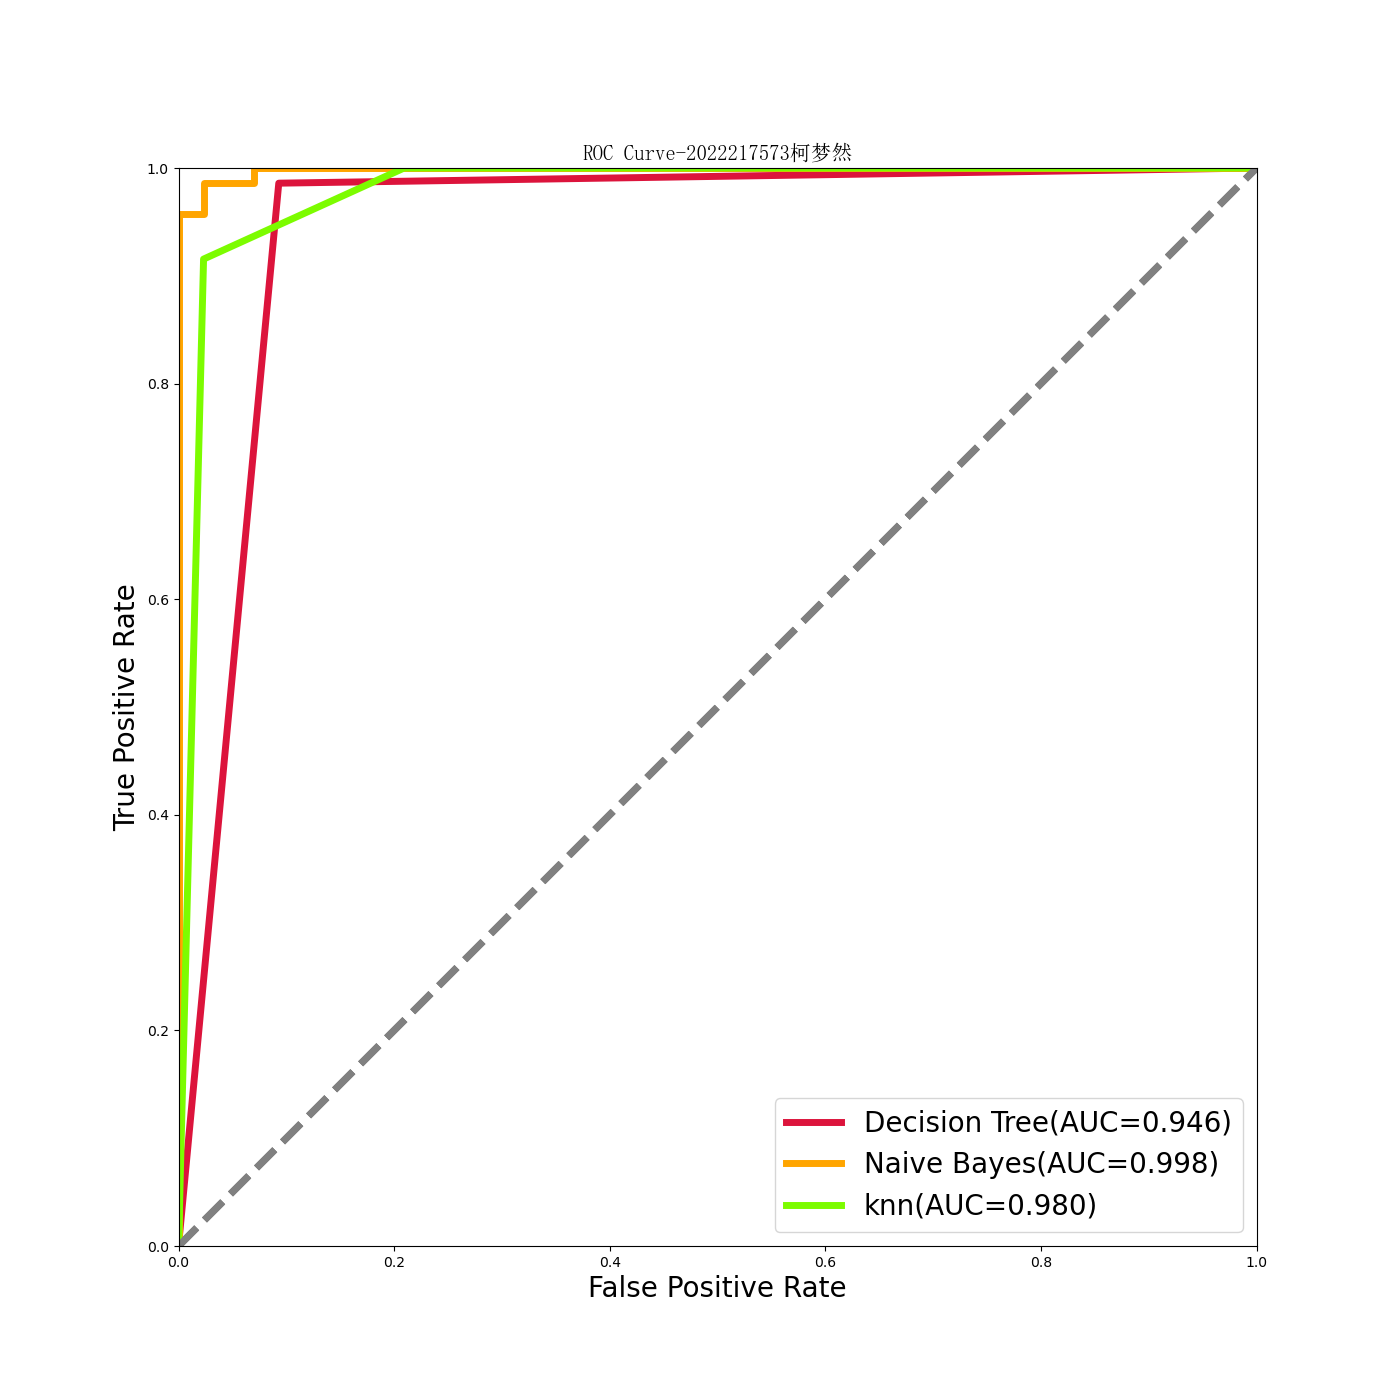 ROC Curve-2022217573柯梦然
1.0
0.8
0.6
0.4
0.2
0.0
True Positive Rate
Decision Tree(AUC=0.946)
Naive Bayes(AUC=0.998)
knn(AUC=0.980)
0.0 0.2 0.4 0.6 0.8 1.0
False Positive Rate